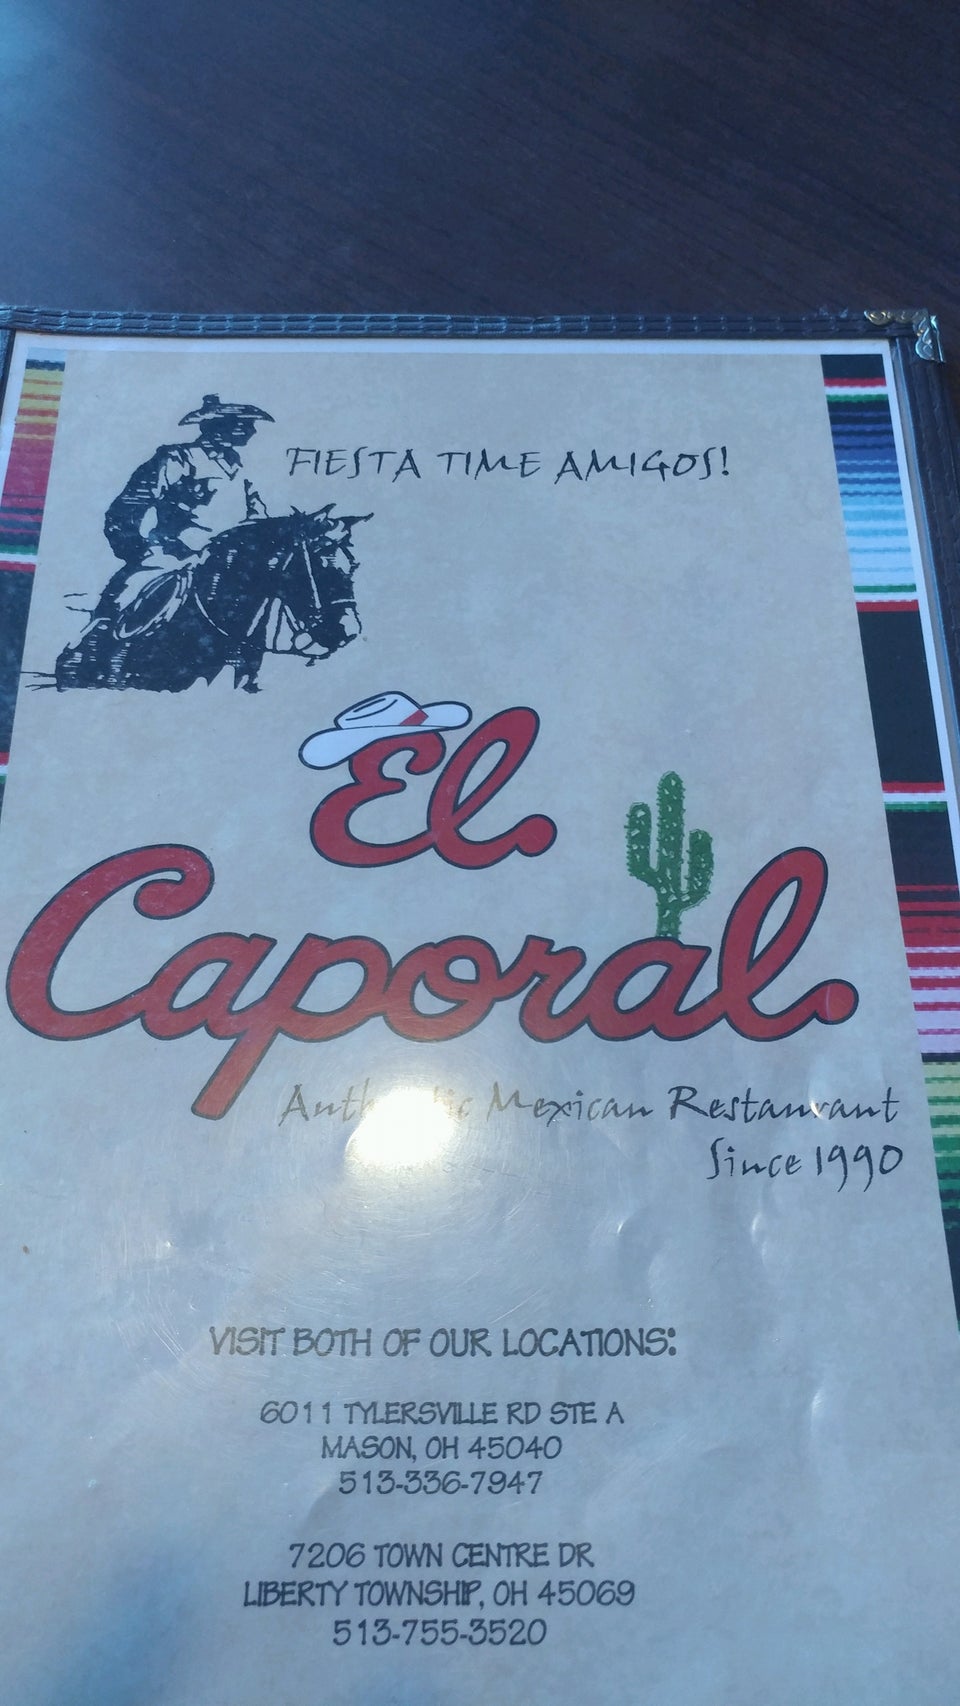 FIESTA TIME AMIGOS!
El
Caporal
Authentic Mexican Restaurant
Since 1990
VISIT BOTH OF OUR LOCATIONS:
6011 TYLERSVILLE RD STE A
MASON, OH 45040
513-336-7947
7206 TOWN CENTRE DR
LIBERTY TOWNSHIP, OH 45069
513-755-3520